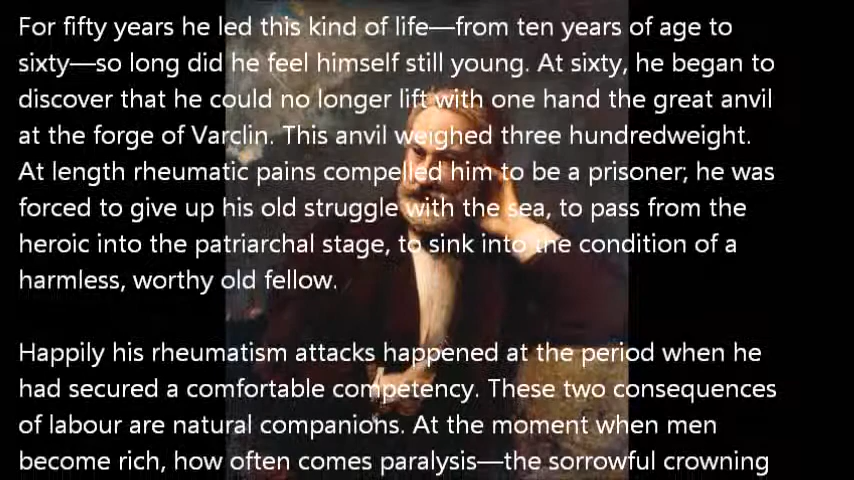 For fifty years he led this kind of life—from ten years of age to
sixty—so long did he feel himself still young. At sixty, he began to
discover that he could no longer lift with one hand the great anvil
at the forge of Varclin. This anvil weighed three hundredweight.
At length rheumatic pains compelled him to be a prisoner; he was
forced to give up his old struggle with the sea, to pass from the
heroic into the patriarchal stage, to sink into the condition of a
harmless, worthy old fellow.
Happily his rheumatism attacks happened at the period when he
had secured a comfortable competency. These two consequences
of labour are natural companions. At the moment when men
become rich, how often comes paralysis—the sorrowful crowning